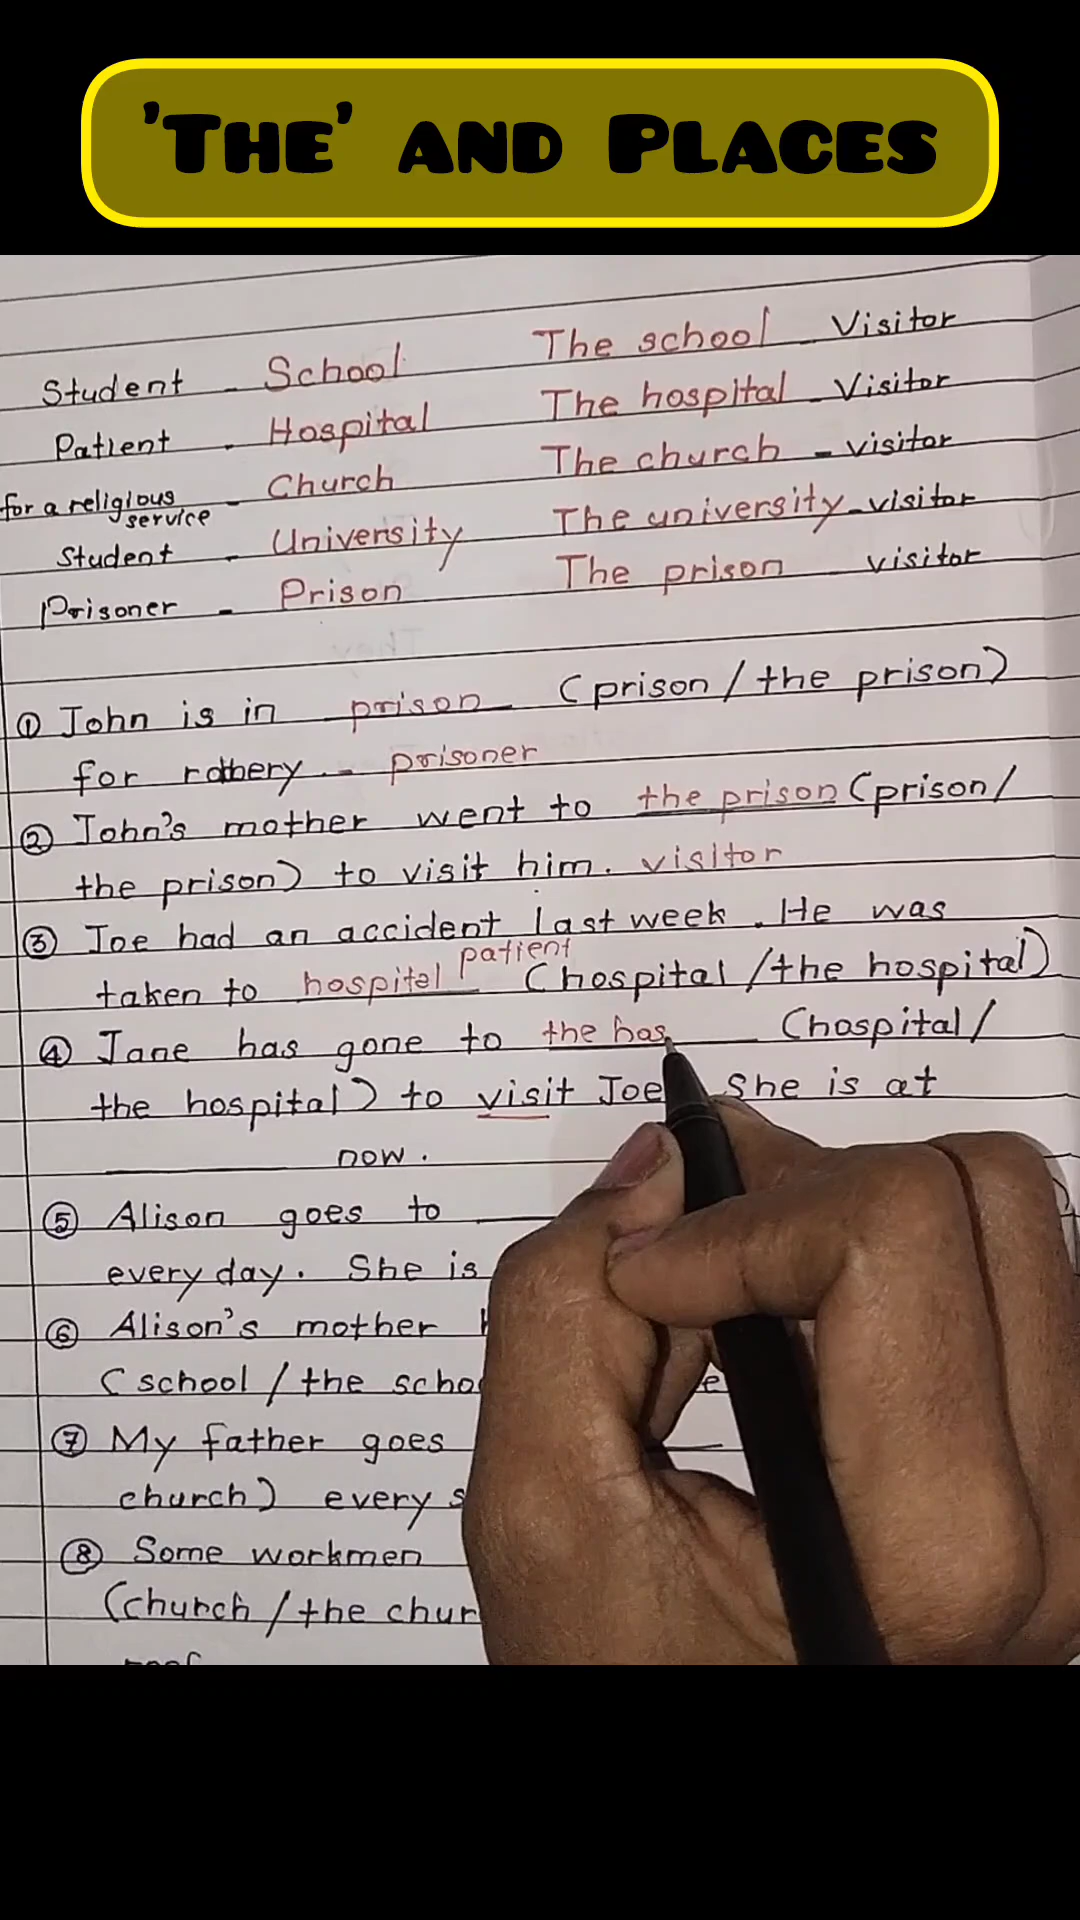 'The' and Places
Student - School The school - Visitor
Patient - Hospital The hospital - Visitor
for a religious service - Church The church - visitor
Student - University The university - visitor
Prisoner - Prison The prison visitor
① John is in prison (prison / the prison)
for robbery. - prisoner
② John's mother went to the prison (prison /
the prison) to visit him. visitor
③ Joe had an accident last week. He was
taken to hospital patient (hospital / the hospital)
④ Jane has gone to the hos (hospital /
the hospital) to visit Joe She is at
now.
⑤ Alison goes to
every day. She is
⑥ Alison's mother
(school / the
⑦ My father goes
church) every
⑧ Some workmen
(church / the